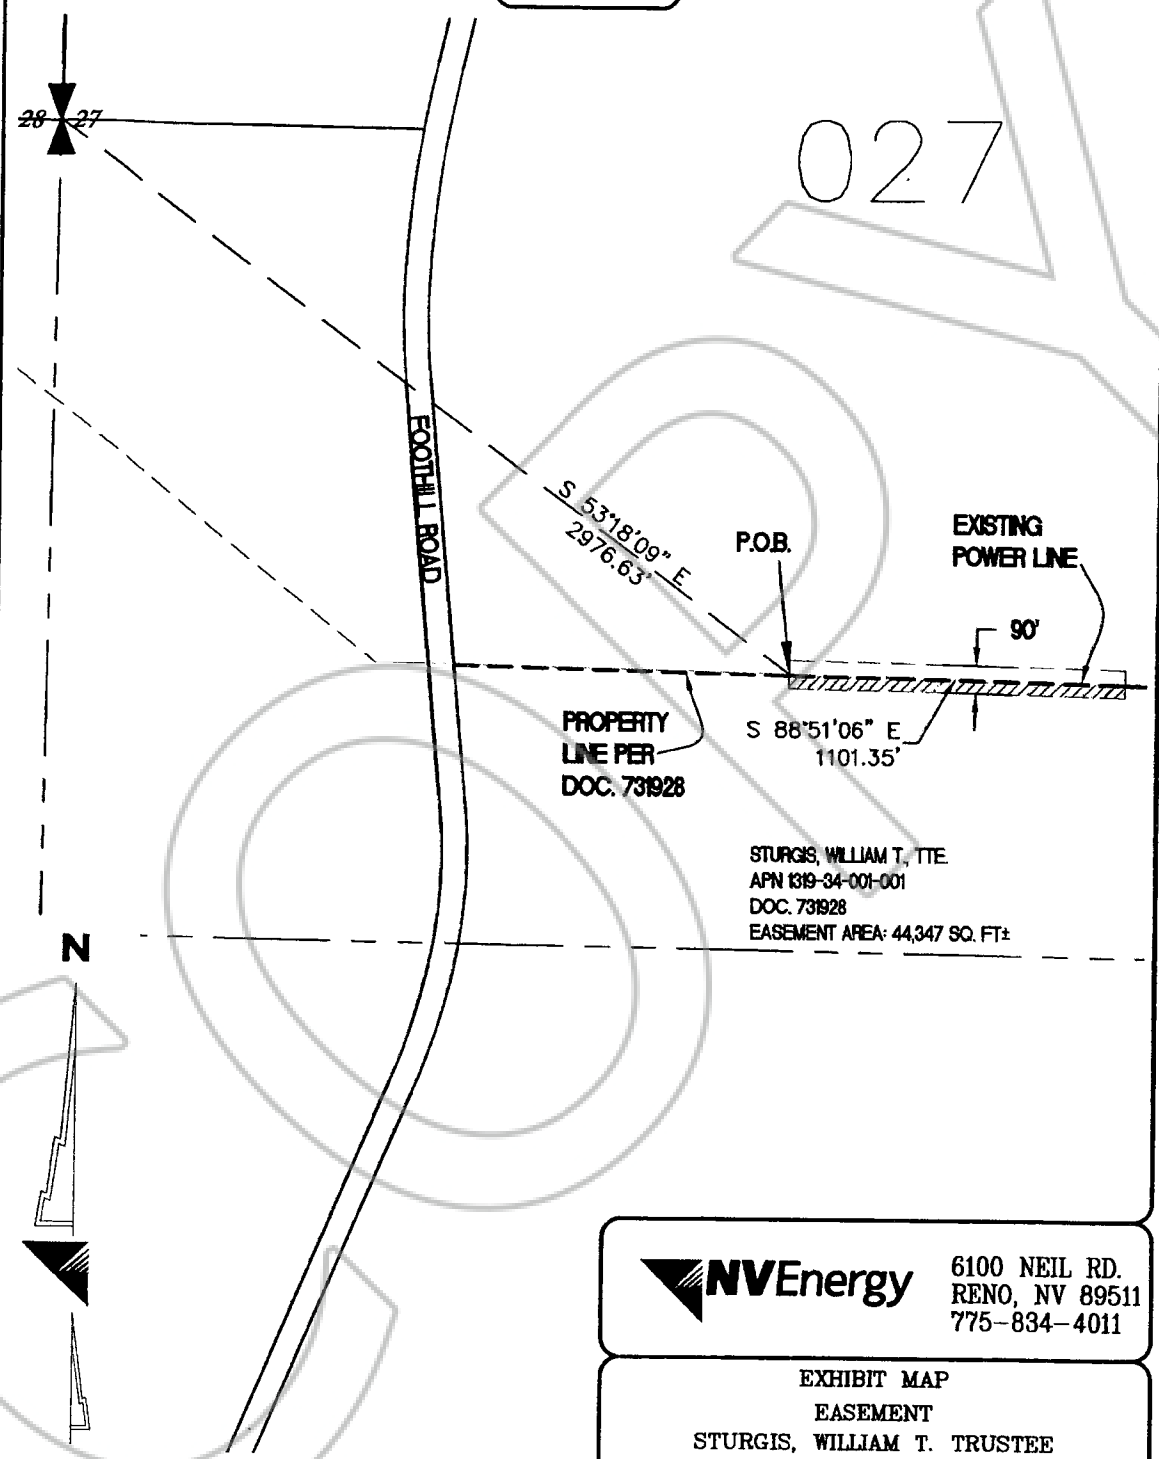 28 27
027
FOOTHILL ROAD
S 53°18'09" E
2976.63'
P.O.B.
EXISTING
POWER LINE
90'
PROPERTY
LINE PER
DOC. 731928
S 88°51'06" E
1101.35'
STURGIS, WILLIAM T., TTE.
APN 1319-34-001-001
DOC. 731928
EASEMENT AREA: 44,347 SQ. FT±
N
NVEnergy
6100 NEIL RD.
RENO, NV 89511
775-834-4011
EXHIBIT MAP
EASEMENT
STURGIS, WILLIAM T. TRUSTEE
COPY